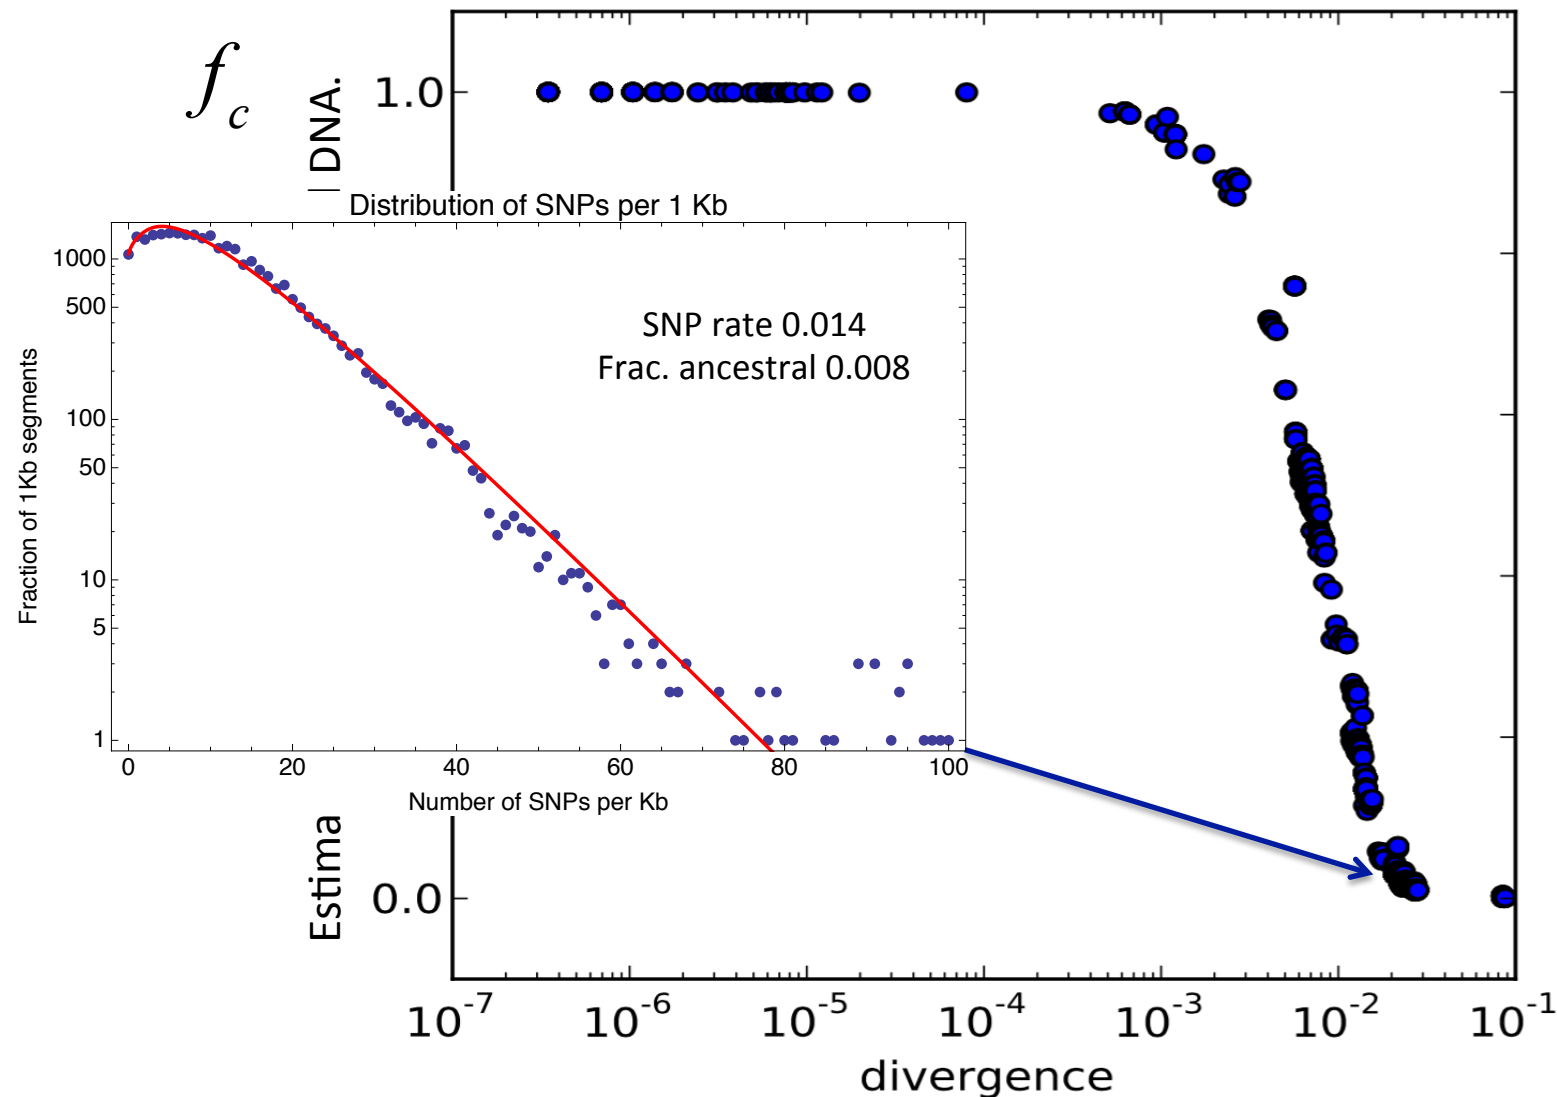 f_c
DNA.
1.0
Distribution of SNPs per 1 Kb
1000
500
100
50
10
5
1
Fraction of 1Kb segments
SNP rate 0.014
Frac. ancestral 0.008
0 20 40 60 80 100
Number of SNPs per Kb
Estima
0.0
10^-7 10^-6 10^-5 10^-4 10^-3 10^-2 10^-1
divergence